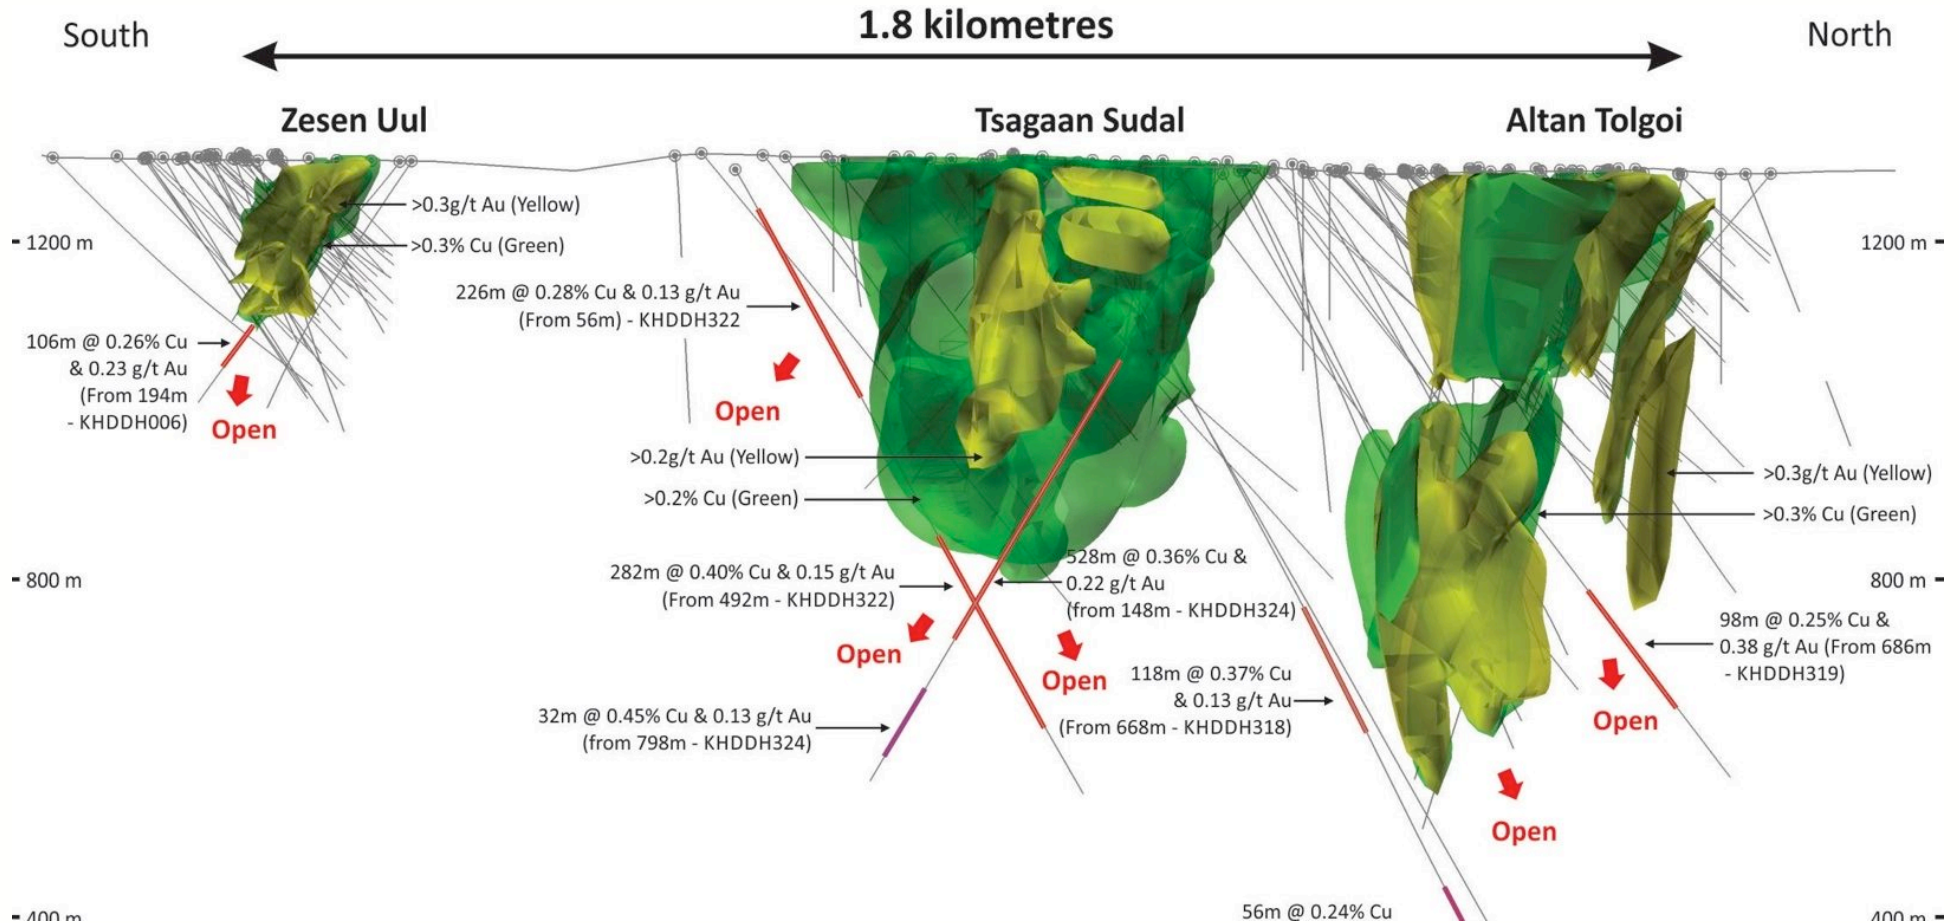 South
1.8 kilometres
North
Zesen Uul
Tsagaan Sudal
Altan Tolgoi
>0.3g/t Au (Yellow)
>0.3% Cu (Green)
1200 m
1200 m
226m @ 0.28% Cu & 0.13 g/t Au
(From 56m) - KHDDH322
106m @ 0.26% Cu
& 0.23 g/t Au
(From 194m
- KHDDH006)
Open
Open
>0.2g/t Au (Yellow)
>0.2% Cu (Green)
>0.3g/t Au (Yellow)
>0.3% Cu (Green)
800 m
800 m
282m @ 0.40% Cu & 0.15 g/t Au
(From 492m - KHDDH322)
528m @ 0.36% Cu &
0.22 g/t Au
(from 148m - KHDDH324)
Open
Open
98m @ 0.25% Cu &
0.38 g/t Au (From 686m
- KHDDH319)
Open
118m @ 0.37% Cu
& 0.13 g/t Au
(From 668m - KHDDH318)
32m @ 0.45% Cu & 0.13 g/t Au
(from 798m - KHDDH324)
Open
56m @ 0.24% Cu
400 m
400 m